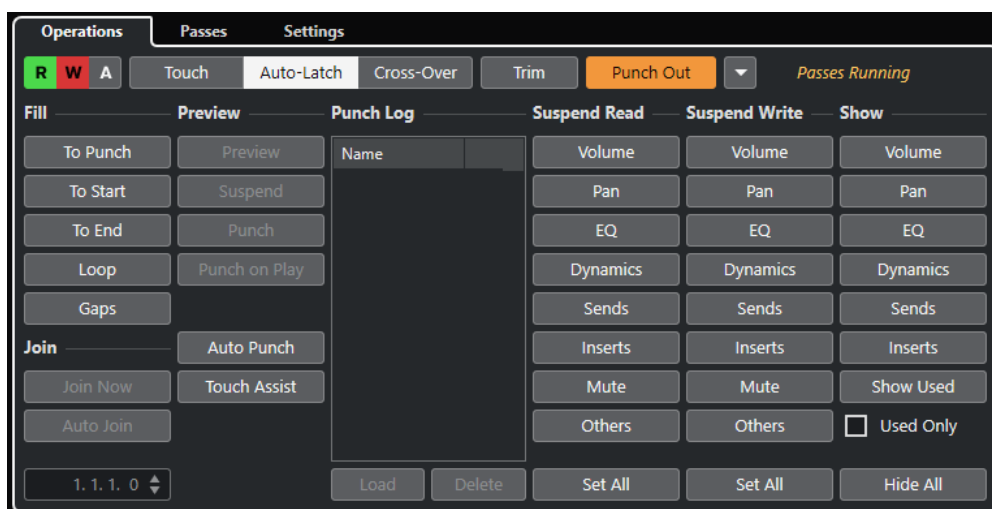 Operations Passes Settings
R W A Touch Auto-Latch Cross-Over Trim Punch Out Passes Running
Fill Preview Punch Log Suspend Read Suspend Write Show
To Punch Preview Name Volume Volume Volume
To Start Suspend Pan Pan Pan
To End Punch EQ EQ EQ
Loop Punch on Play Dynamics Dynamics Dynamics
Gaps Sends Sends Sends
Join Auto Punch Inserts Inserts Inserts
Join Now Touch Assist Mute Mute Show Used
Auto Join Others Others Used Only
1. 1. 1. 0 Load Delete Set All Set All Hide All